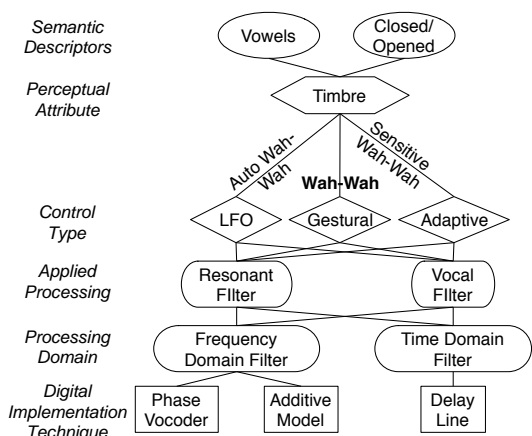 Semantic
Descriptors
Vowels
Closed/
Opened
Perceptual
Attribute
Timbre
Auto Wah-
Wah
Wah-Wah
Sensitive
Wah-Wah
Control
Type
LFO
Gestural
Adaptive
Applied
Processing
Resonant
FIlter
Vocal
FIlter
Processing
Domain
Frequency
Domain Filter
Time Domain
Filter
Digital
Implementation
Technique
Phase
Vocoder
Additive
Model
Delay
Line